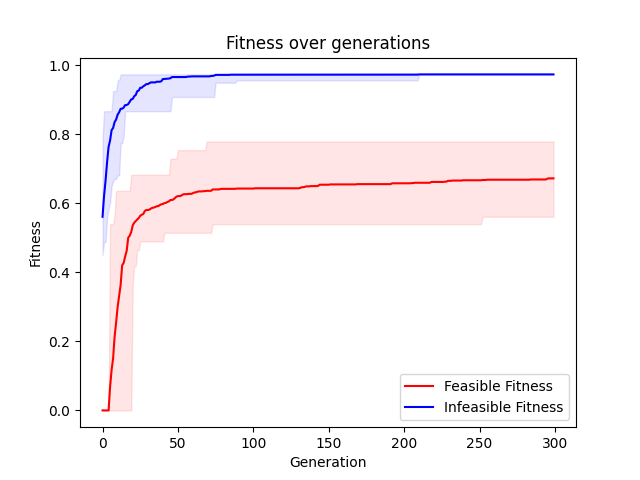 Fitness over generations
Fitness
1.0
0.8
0.6
0.4
0.2
0.0
0
50
100
150
200
250
300
Generation
Feasible Fitness
Infeasible Fitness